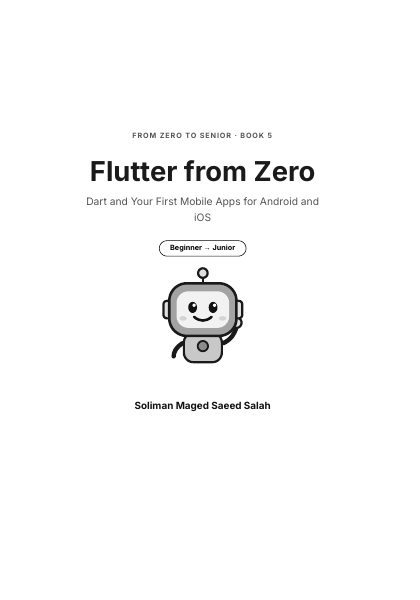 FROM ZERO TO SENIOR · BOOK 5
Flutter from Zero
Dart and Your First Mobile Apps for Android and
iOS
Beginner → Junior
Soliman Maged Saeed Salah